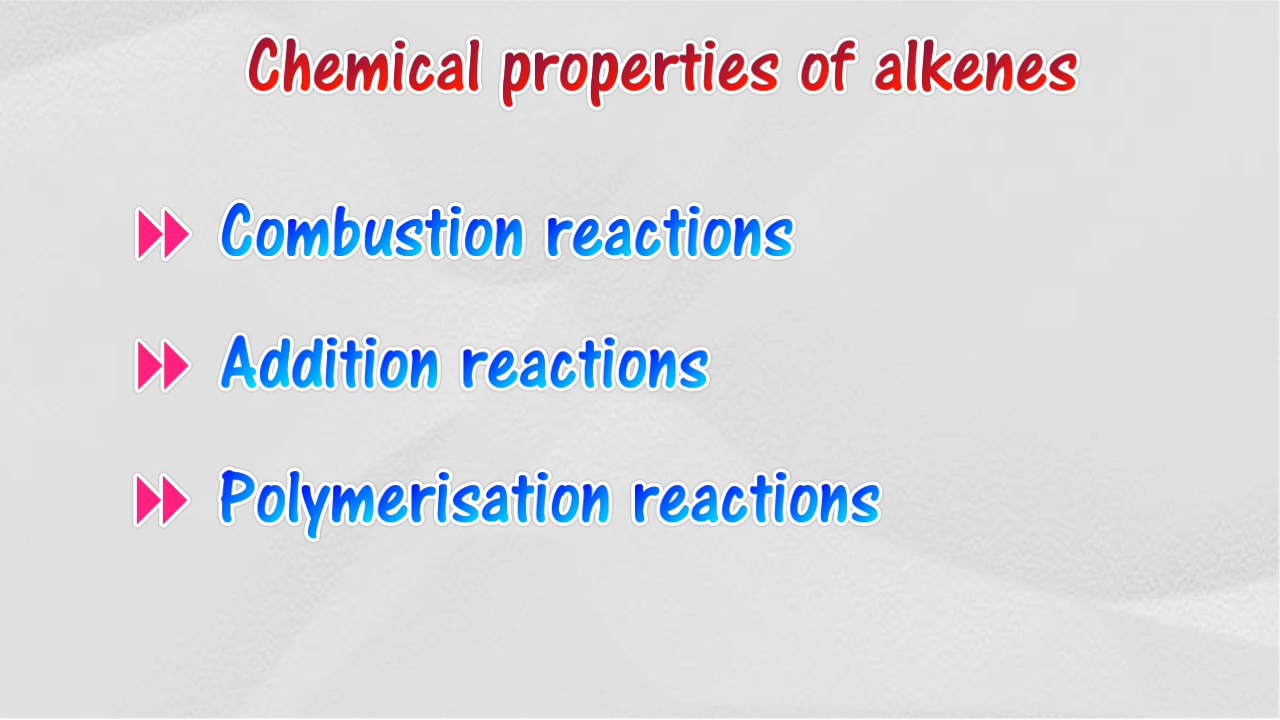 Chemical properties of alkenes
Combustion reactions
Addition reactions
Polymerisation reactions